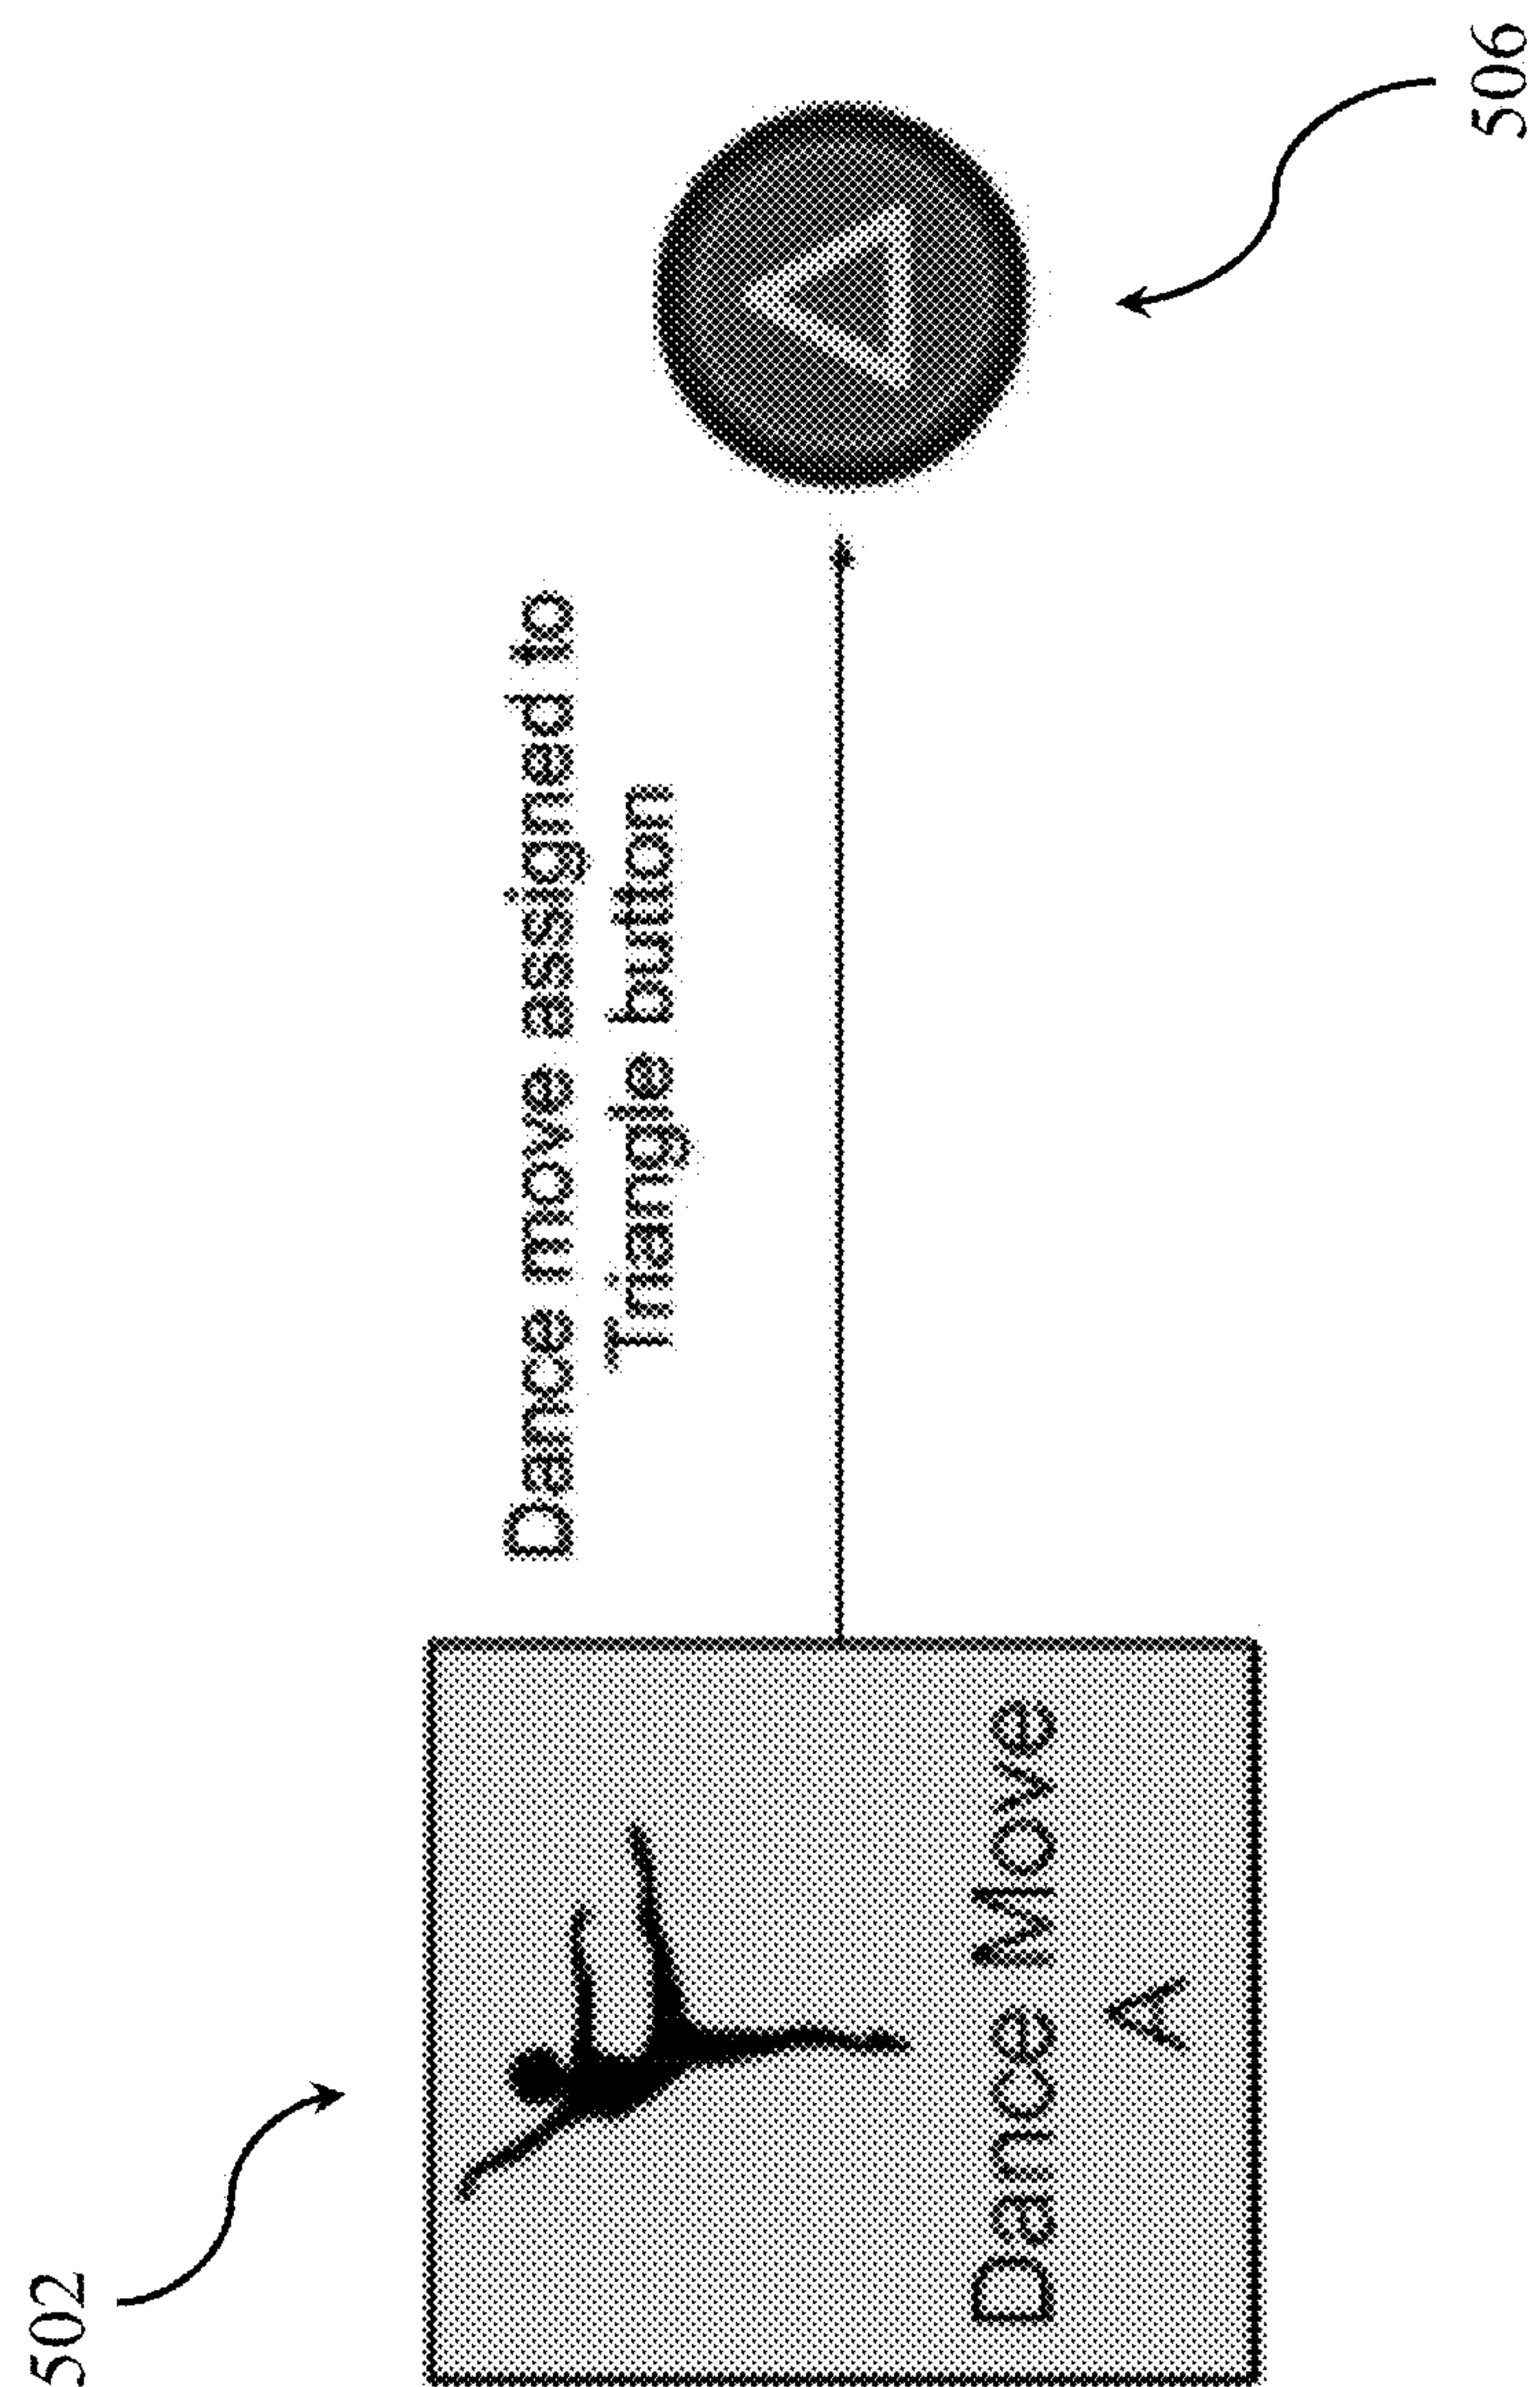 502
Dance move assigned to
Triangle button
Dance Move
A
506